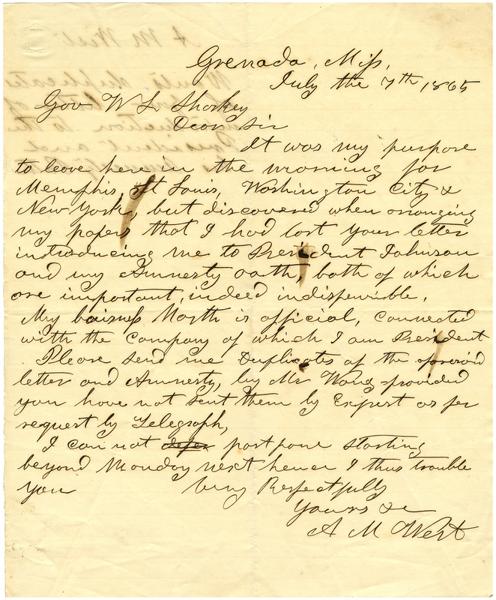 Grenada, Miss,
July the 7th 1865
Gov W L Sharkey
Dear Sir
It was my purpose
to leave here in the morning for
Memphis, St Louis, Washington City &
New York, but discovered when arranging
my papers that I had lost your letter
introducing me to President Johnson
and my Amnesty oath, both of which
are important, indeed indispensible,
My business North is official, connected
with the Company of which I am President
Please send me Duplicates of the
letter and Amnesty, by Mr provided
you have not sent them by Express as per
request by Telegraph,
I can not defer postpone starting
beyond Monday next hence I thus trouble
you Very Respectfully
Yours &c
A M West